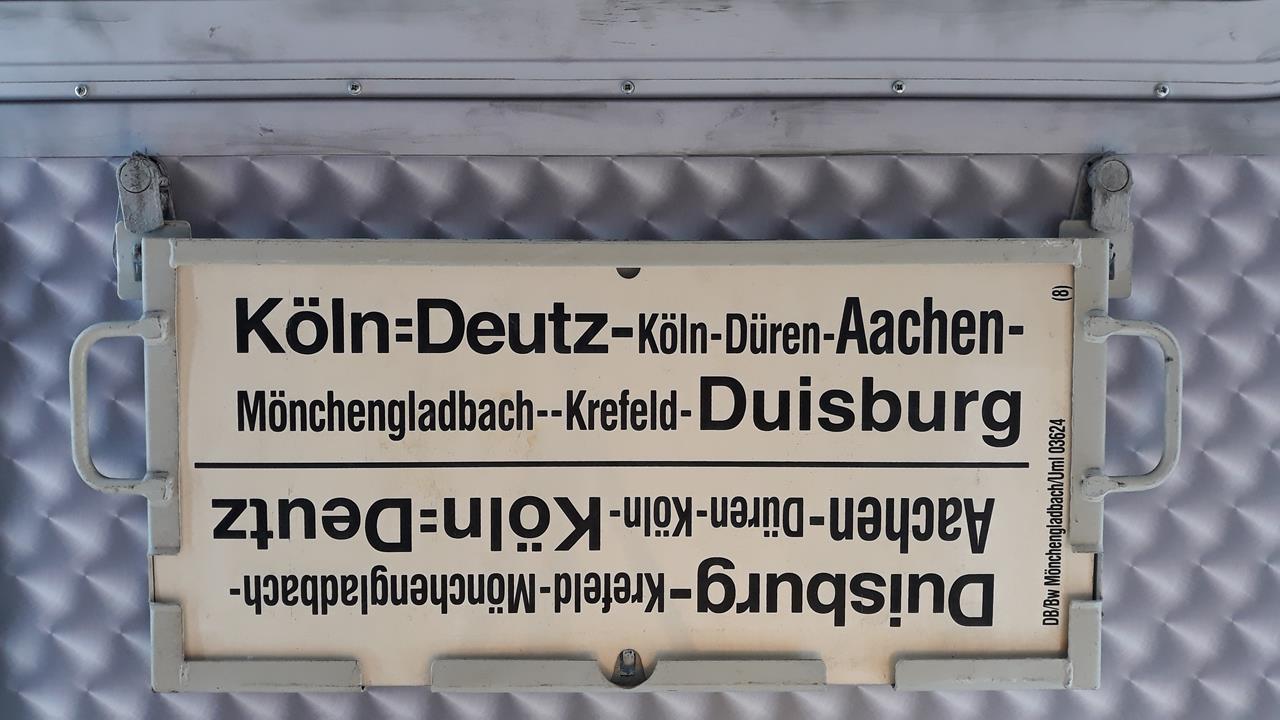 Köln=Deutz-Köln-Düren-Aachen-
Mönchengladbach--Krefeld-Duisburg
Duisburg-Krefeld-Mönchengladbach-
Aachen-Düren-Köln-Köln=Deutz
(8)
DB/Bw Mönchengladbach/Uml 03624